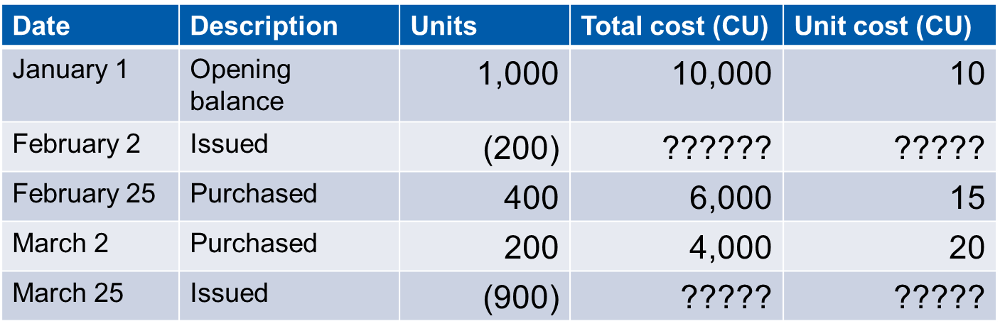 Date Description Units Total cost (CU) Unit cost (CU)
January 1 Opening balance 1,000 10,000 10
February 2 Issued (200) ?????? ?????
February 25 Purchased 400 6,000 15
March 2 Purchased 200 4,000 20
March 25 Issued (900) ????? ?????